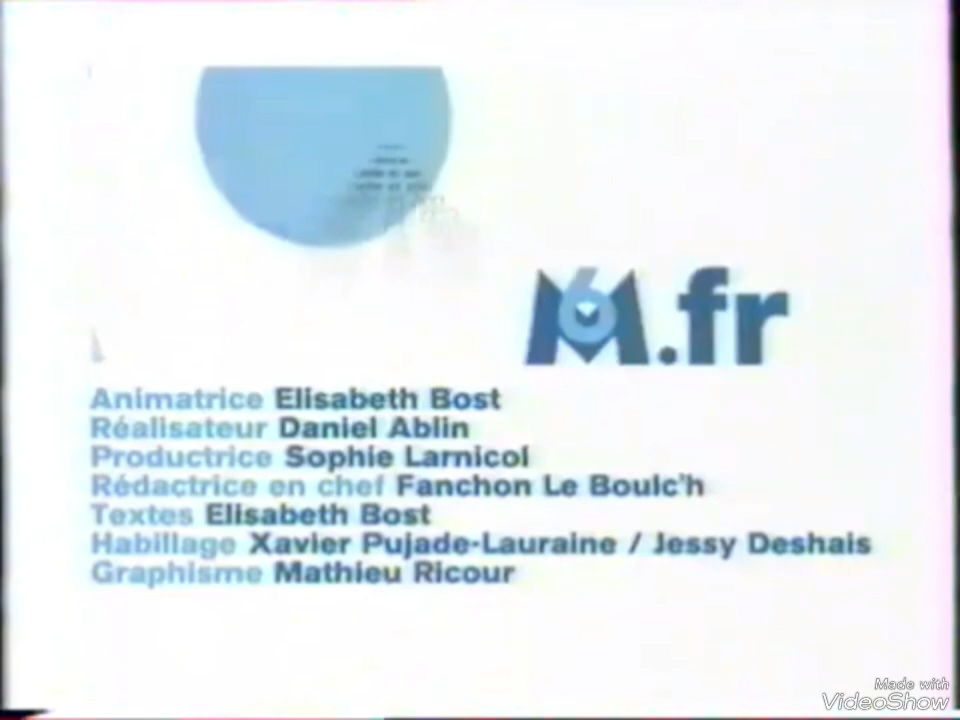 M6.fr
Animatrice Elisabeth Bost
Réalisateur Daniel Ablin
Productrice Sophie Larnicol
Rédactrice en chef Fanchon Le Boulc'h
Textes Elisabeth Bost
Habillage Xavier Pujade-Lauraine / Jessy Deshais
Graphisme Mathieu Ricour
Made with
VideoShow